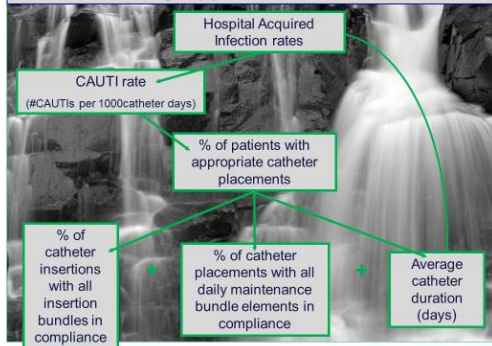 Hospital Acquired
Infection rates
CAUTI rate
(#CAUTIs per 1000catheter days)
% of patients with
appropriate catheter
placements
% of
catheter
insertions
with all
insertion
bundles in
compliance
+
% of catheter
placements with all
daily maintenance
bundle elements in
compliance
+
Average
catheter
duration
(days)